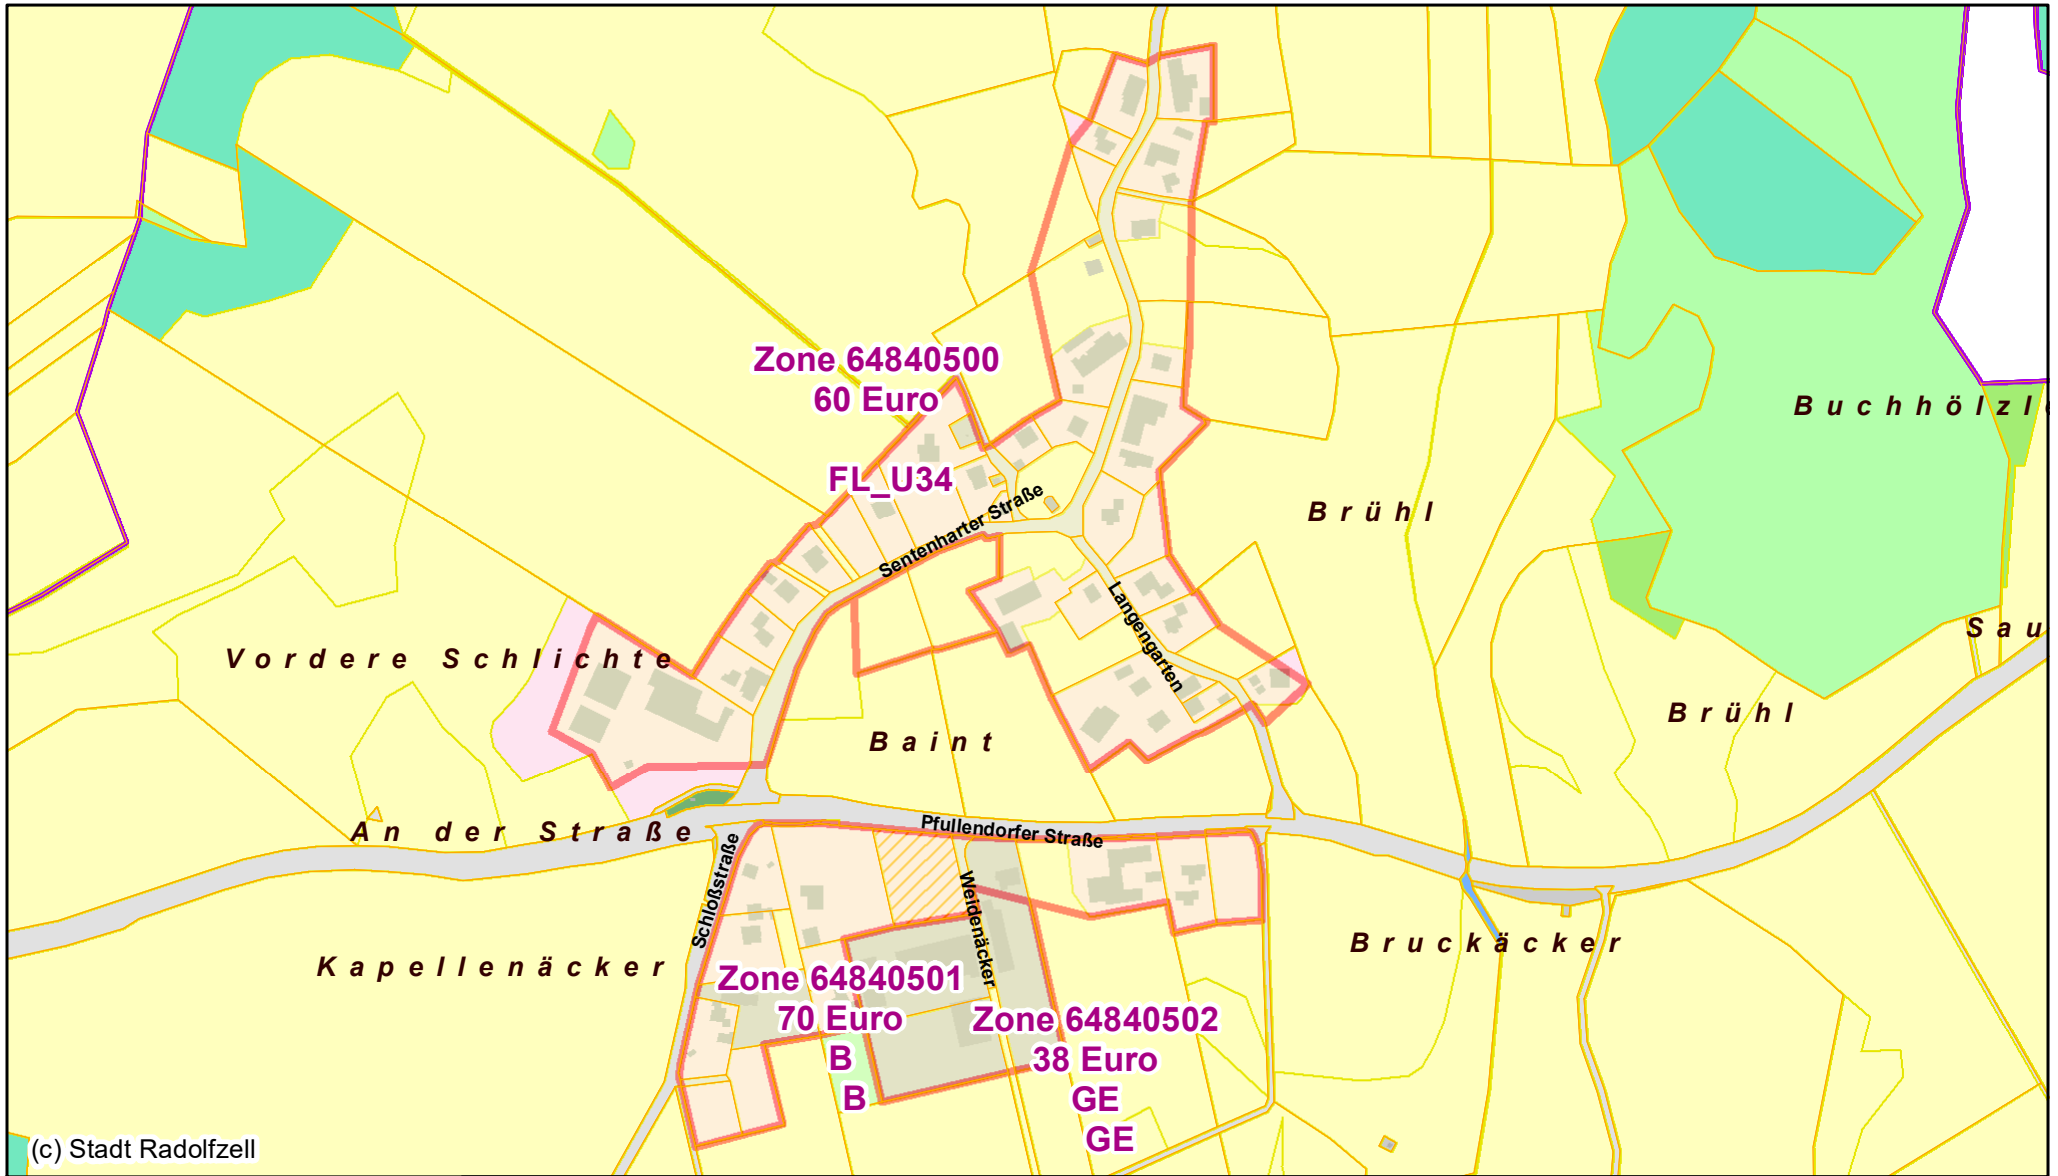 Zone 64840500
60 Euro
FL_U34
Buchhölzle
Brühl
Sentenharter Straße
Langengarten
Vordere Schlichte
Sau
Brühl
Baint
An der Straße
Pfullendorfer Straße
Schloßstraße
Weidenäcker
Bruckäcker
Kapellenäcker
Zone 64840501
70 Euro
B
B
Zone 64840502
38 Euro
GE
GE
(c) Stadt Radolfzell